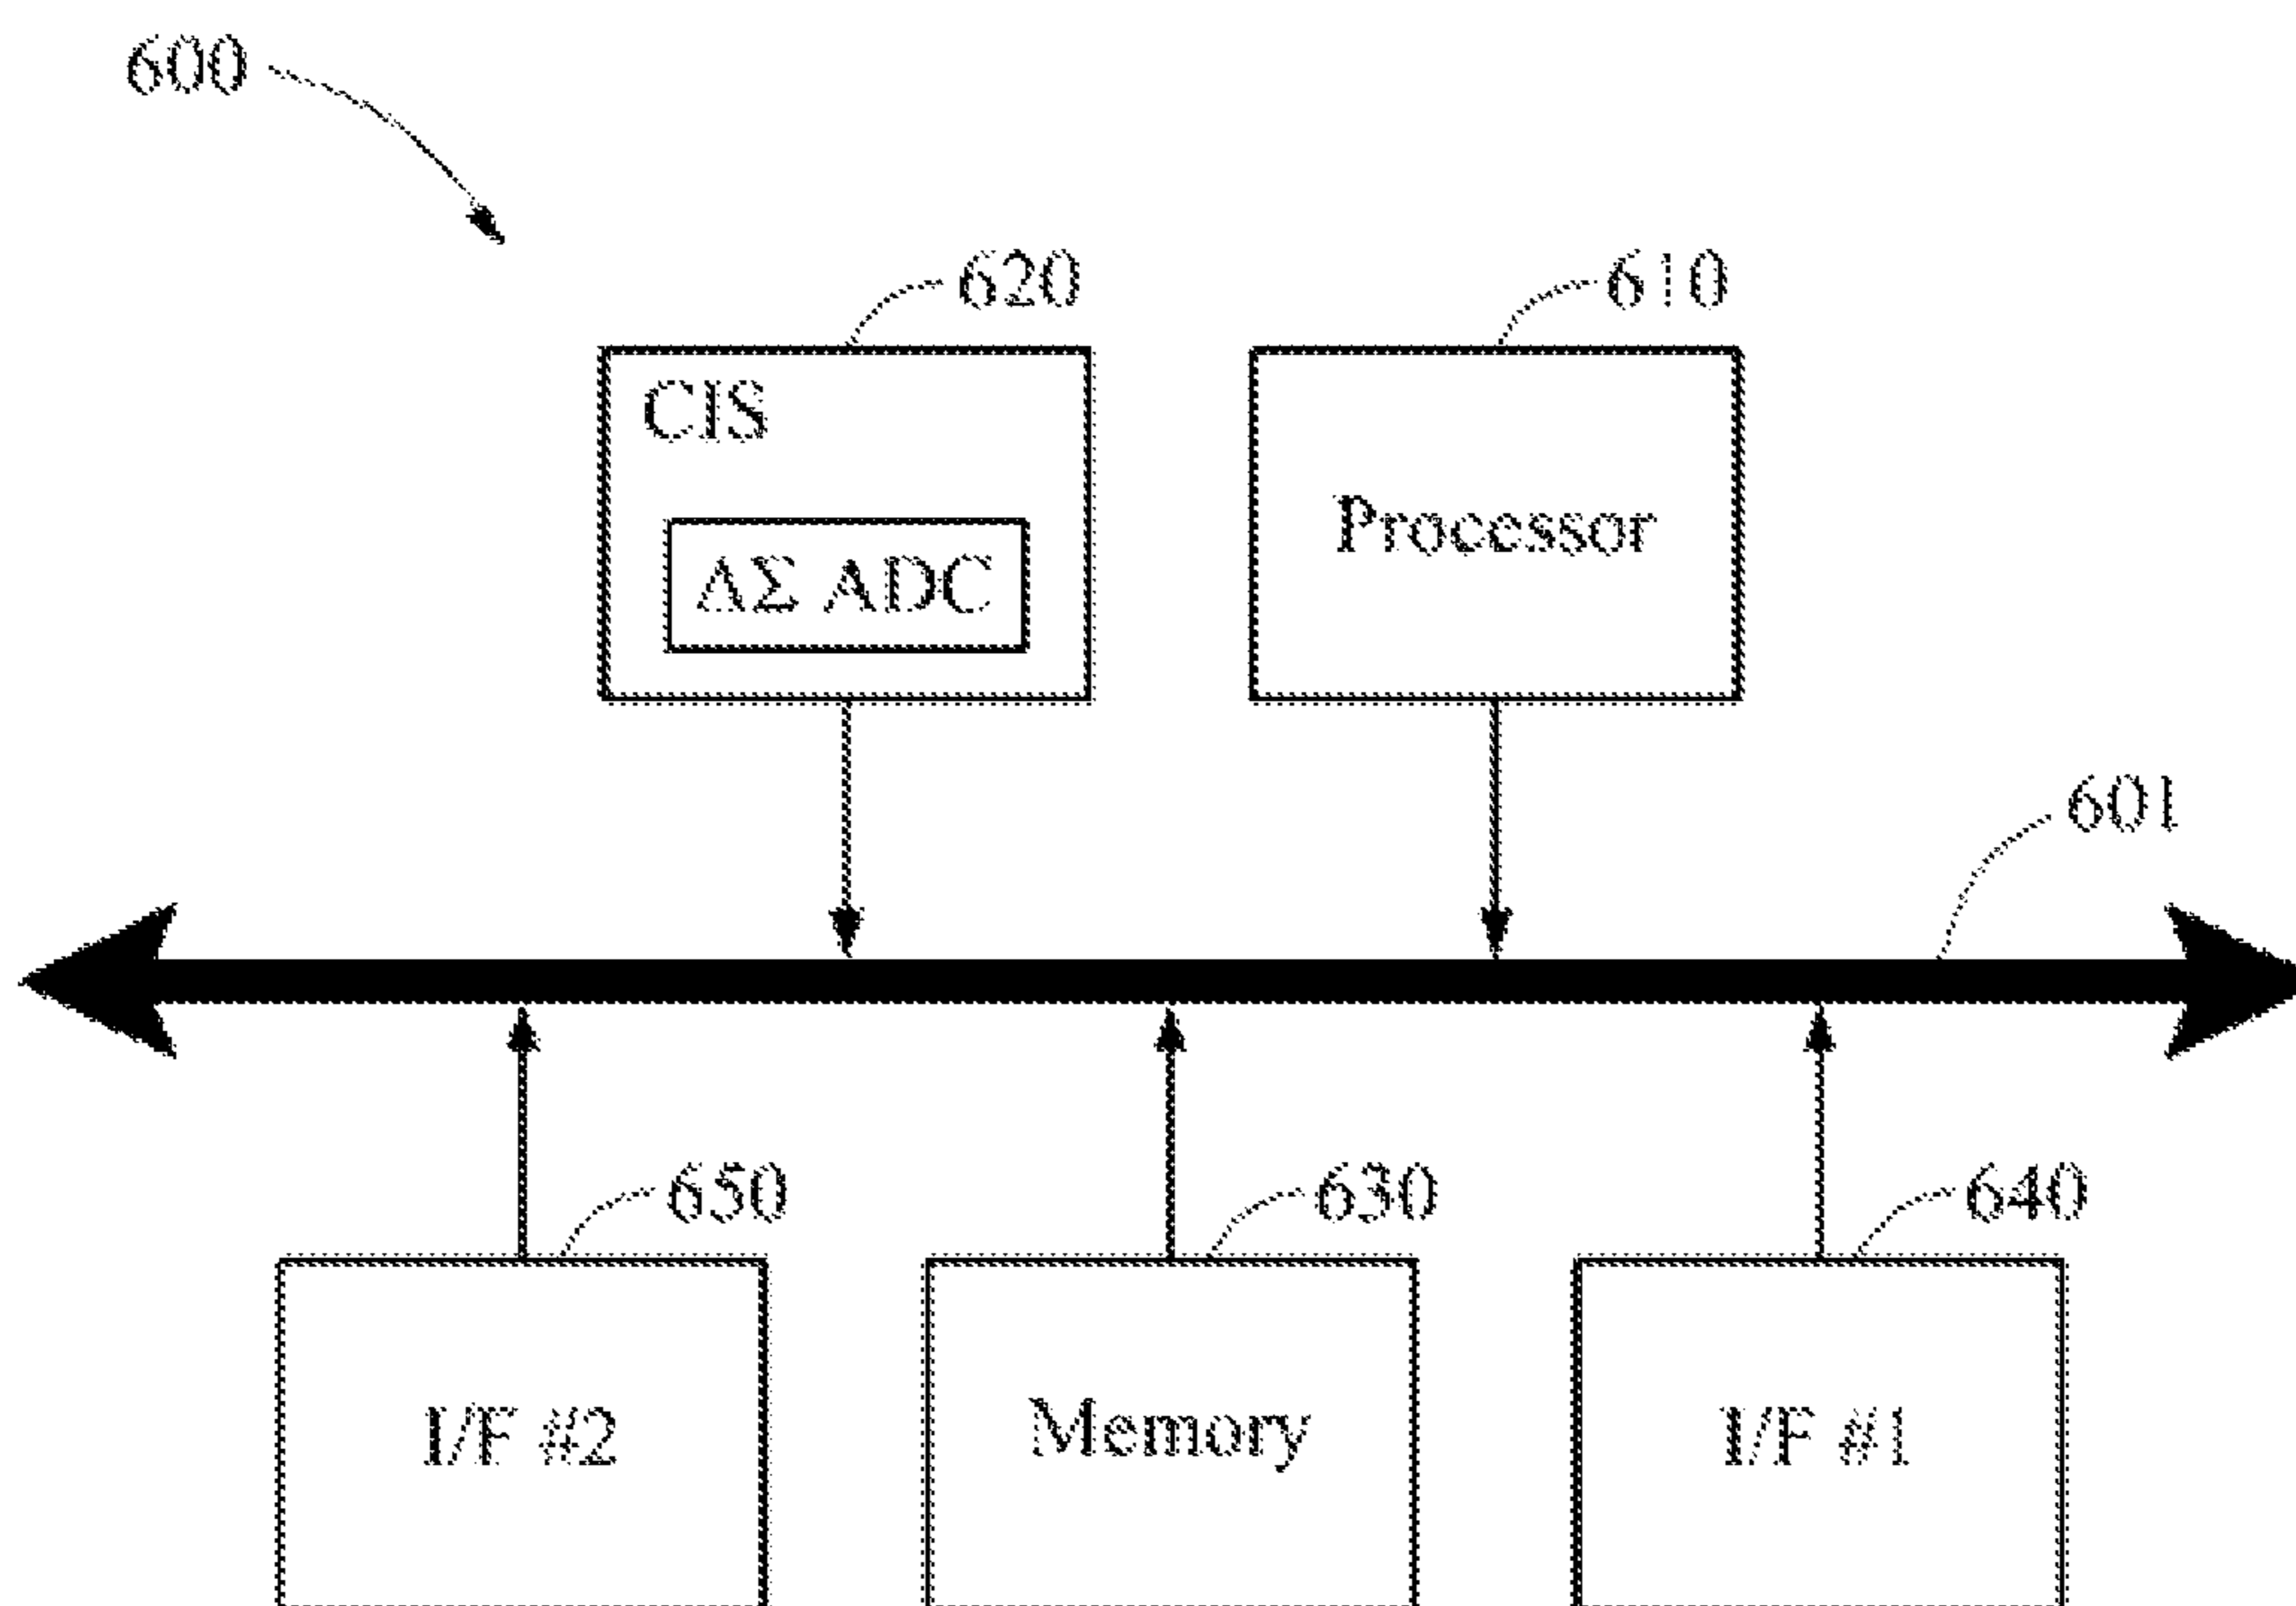 600
620
610
CIS
Processor
ΔΣ ADC
601
650
630
640
I/F #2
Memory
I/F #1